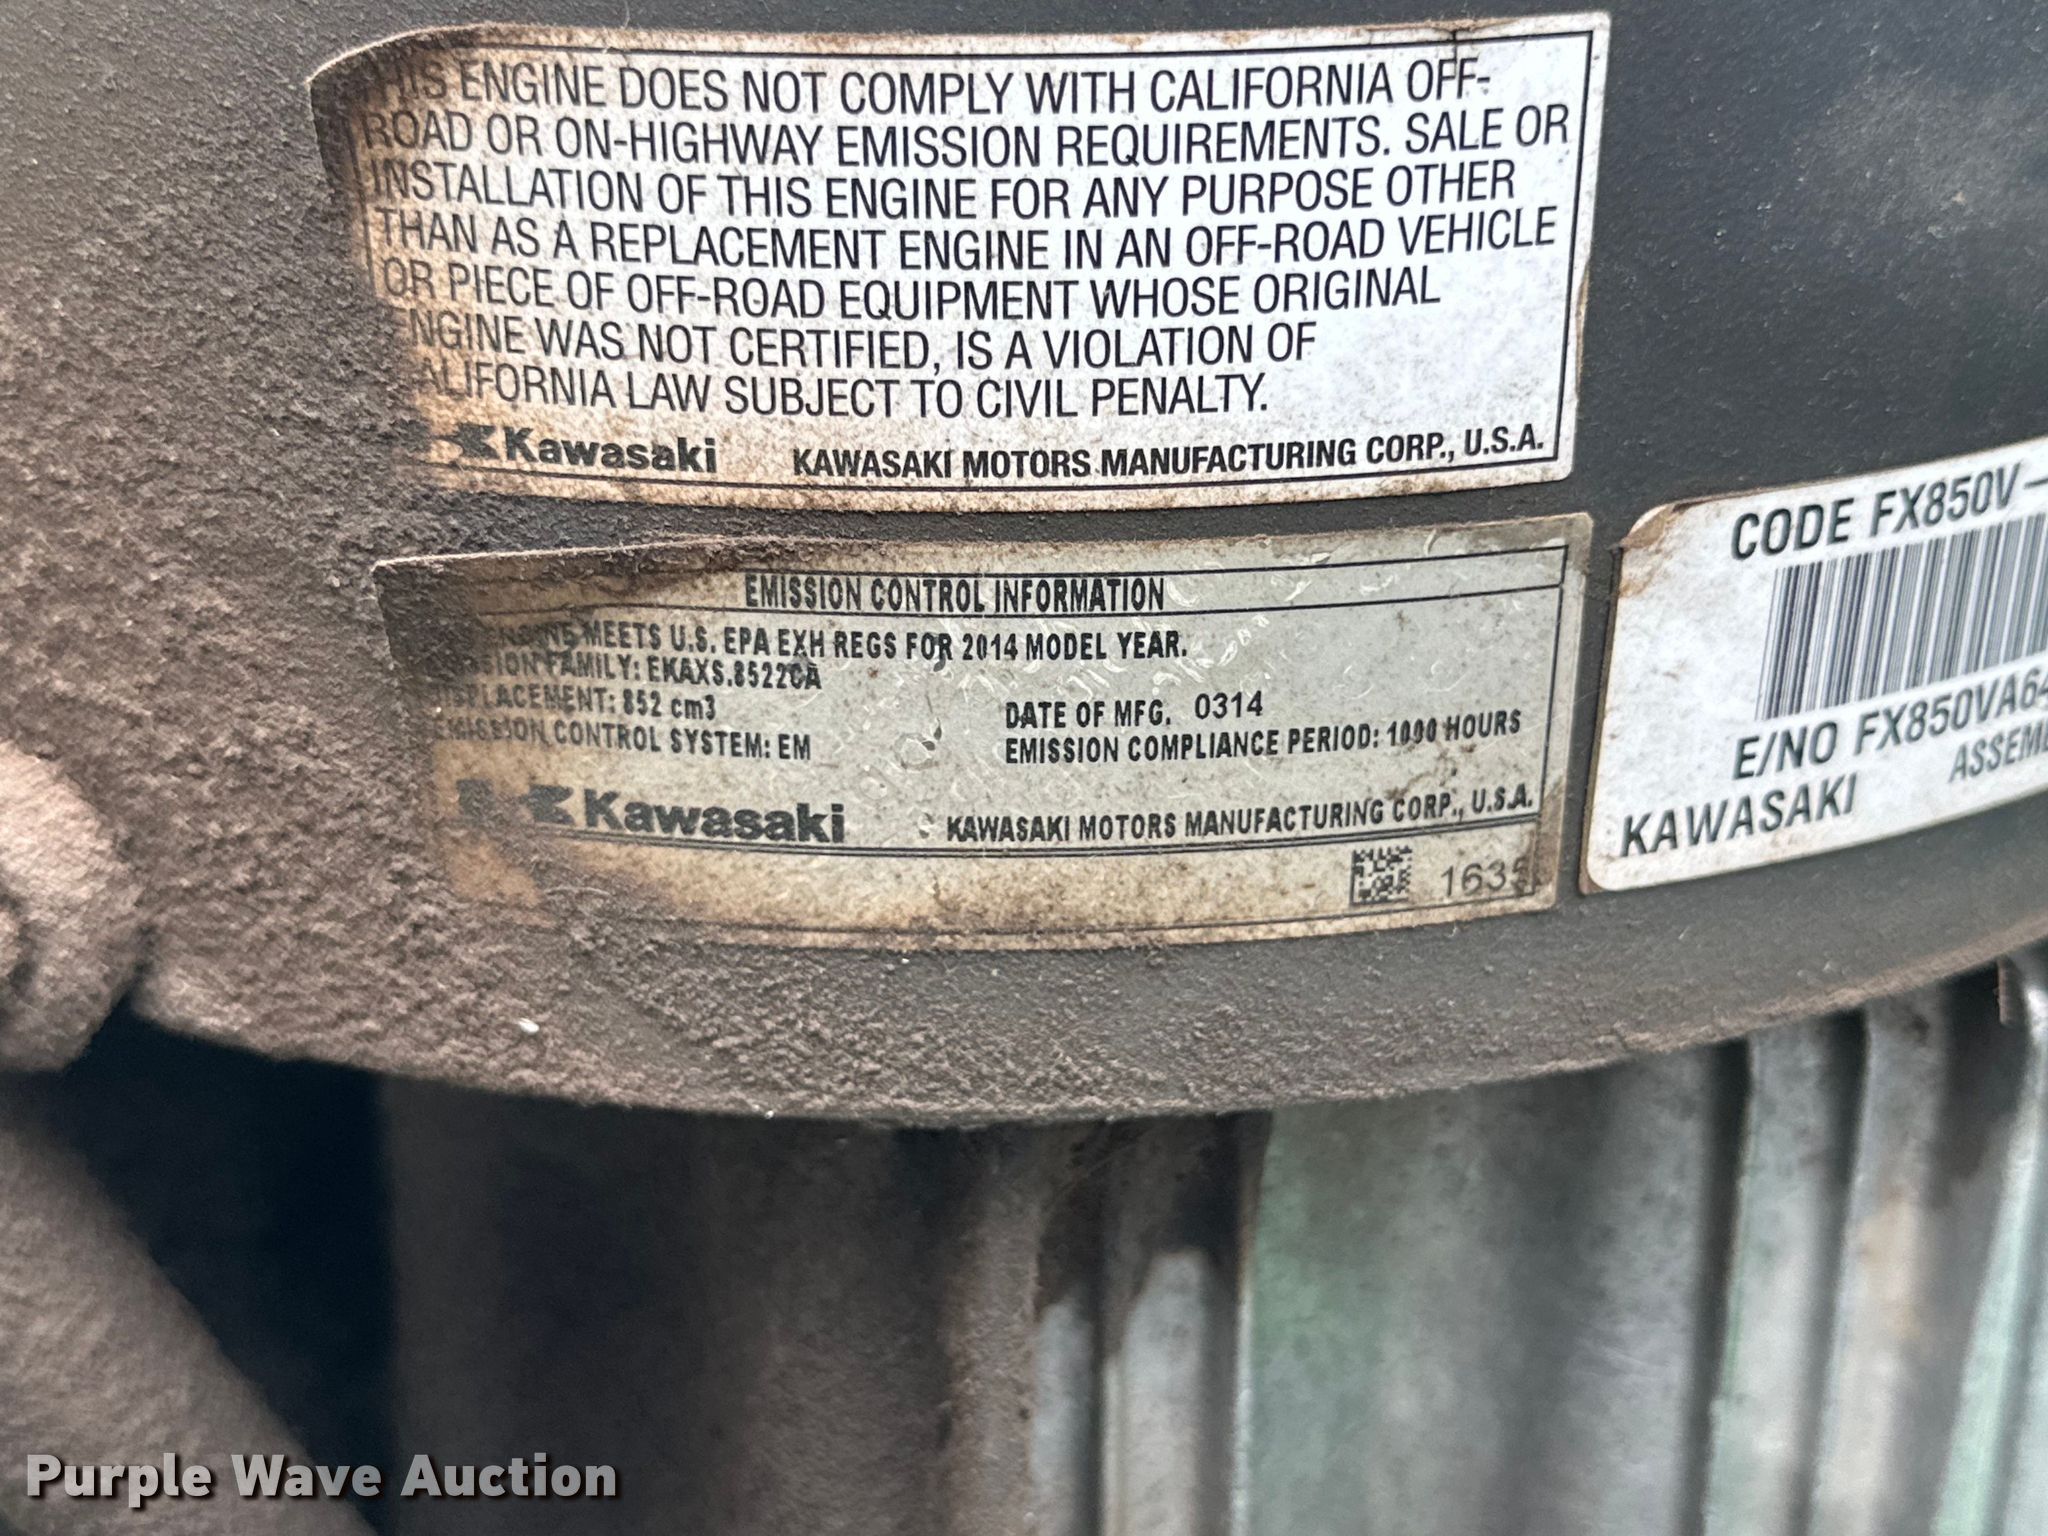 THIS ENGINE DOES NOT COMPLY WITH CALIFORNIA OFF-
ROAD OR ON-HIGHWAY EMISSION REQUIREMENTS. SALE OR
INSTALLATION OF THIS ENGINE FOR ANY PURPOSE OTHER
THAN AS A REPLACEMENT ENGINE IN AN OFF-ROAD VEHICLE
OR PIECE OF OFF-ROAD EQUIPMENT WHOSE ORIGINAL
ENGINE WAS NOT CERTIFIED, IS A VIOLATION OF
CALIFORNIA LAW SUBJECT TO CIVIL PENALTY.
Kawasaki KAWASAKI MOTORS MANUFACTURING CORP., U.S.A.
EMISSION CONTROL INFORMATION
ENGINE MEETS U.S. EPA EXH REGS FOR 2014 MODEL YEAR.
FAMILY: EKAXS.8522CA
DISPLACEMENT: 852 cm3
EMISSION CONTROL SYSTEM: EM
DATE OF MFG. 0314
EMISSION COMPLIANCE PERIOD: 1000 HOURS
Kawasaki KAWASAKI MOTORS MANUFACTURING CORP., U.S.A.
CODE FX850V-
E/NO FX850VA64
ASSEM
KAWASAKI
Purple Wave Auction